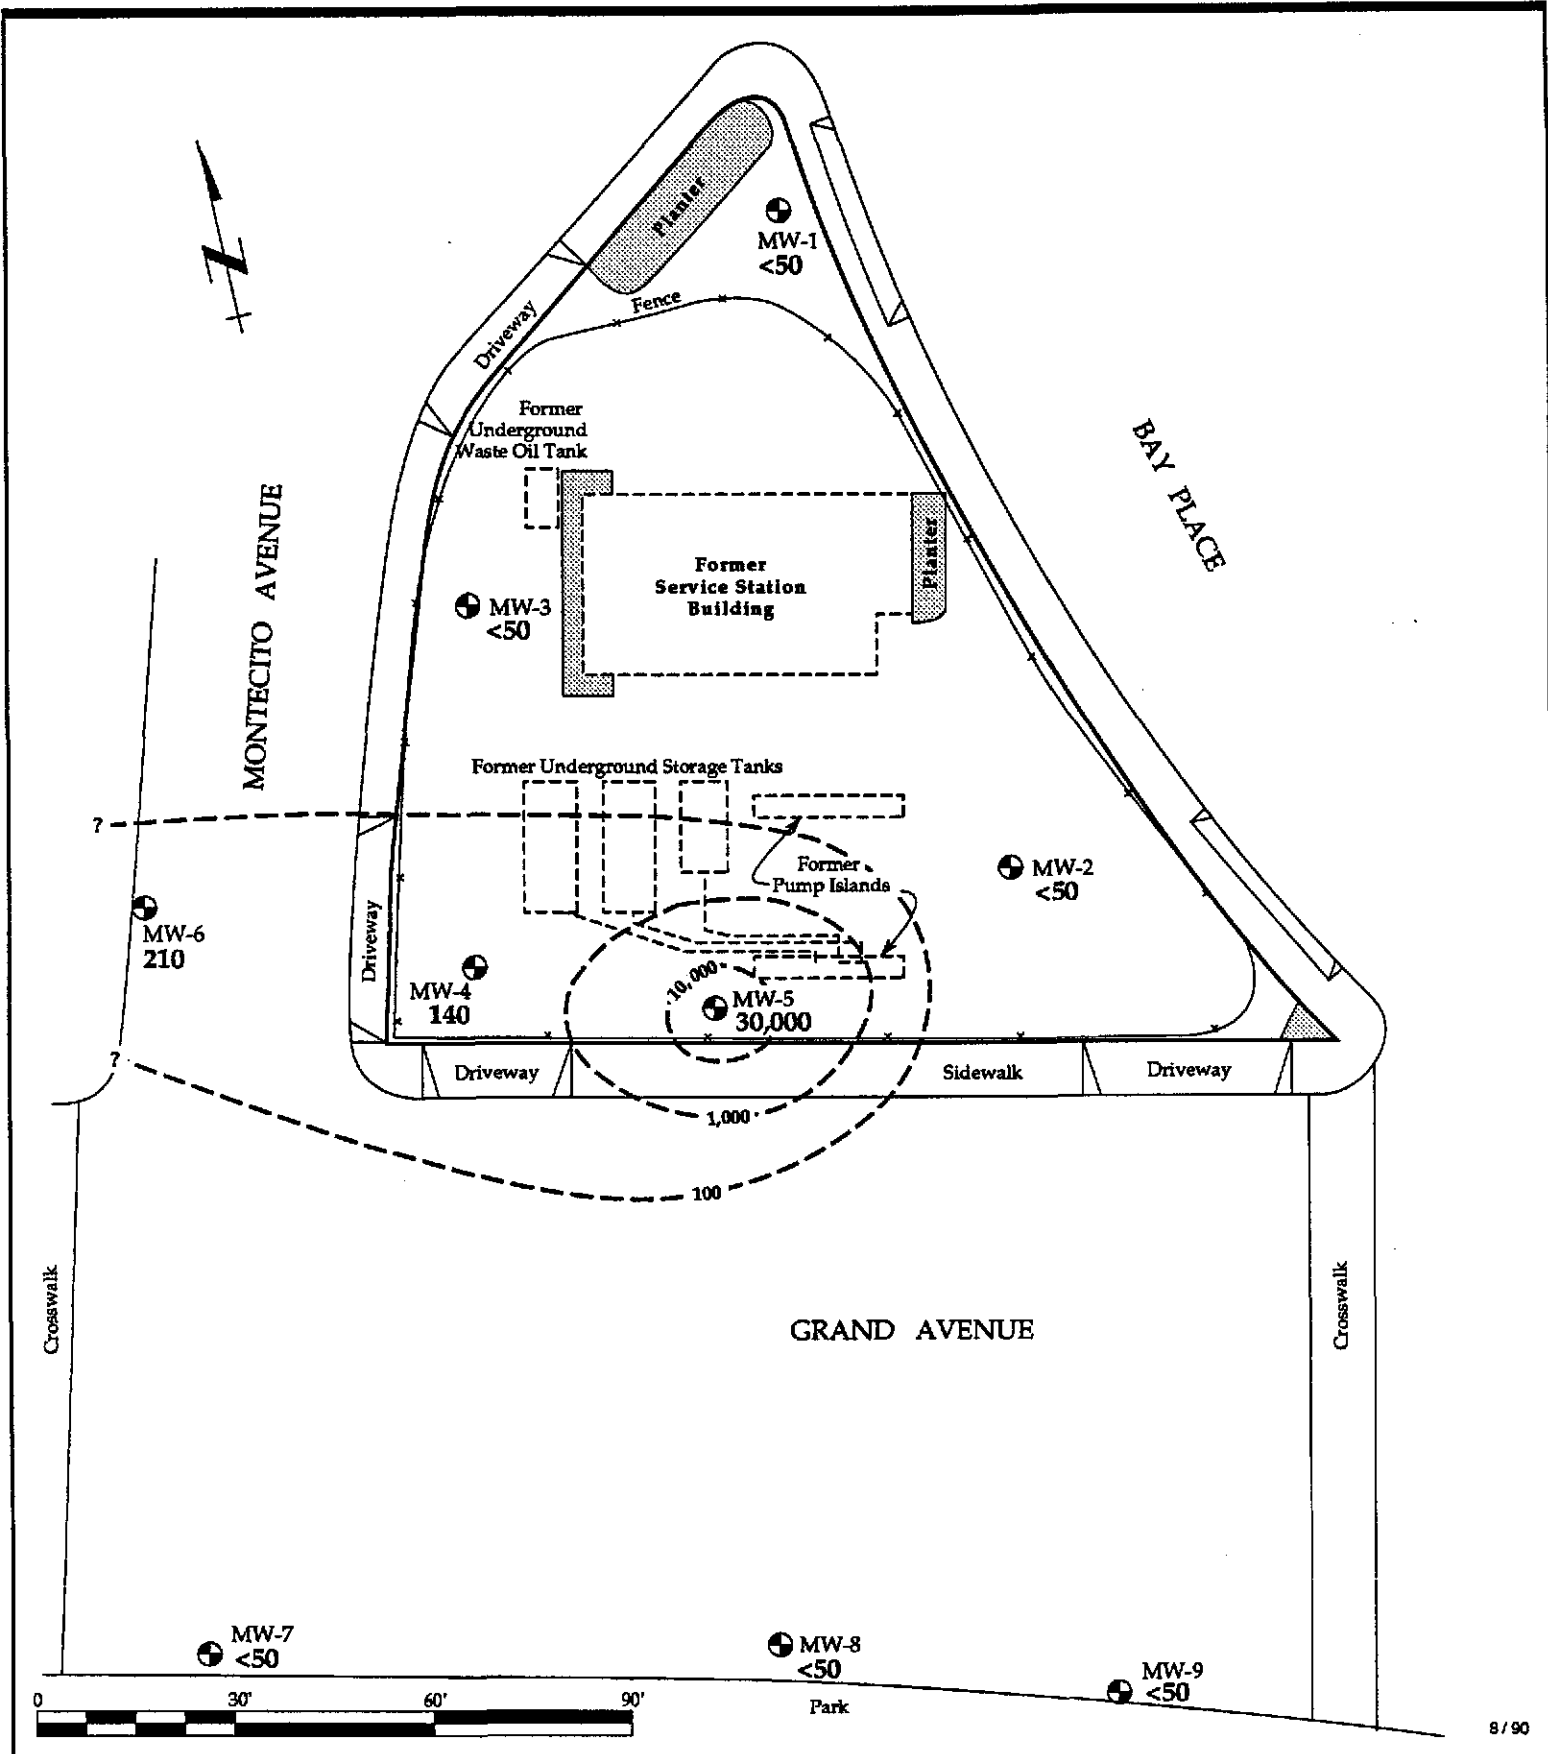 N
Planter
MW-1
<50
Fence
Driveway
Former
Underground
Waste Oil Tank
BAY PLACE
MONTECITO AVENUE
Former
Service Station
Building
Planter
MW-3
<50
Former Underground Storage Tanks
?
Former
Pump Islands
MW-2
<50
MW-6
210
Driveway
MW-4
140
10,000
MW-5
30,000
?
Driveway
Sidewalk
Driveway
1,000
100
Crosswalk
GRAND AVENUE
Crosswalk
MW-7
<50
MW-8
<50
MW-9
<50
0 30' 60' 90'
Park
8/90